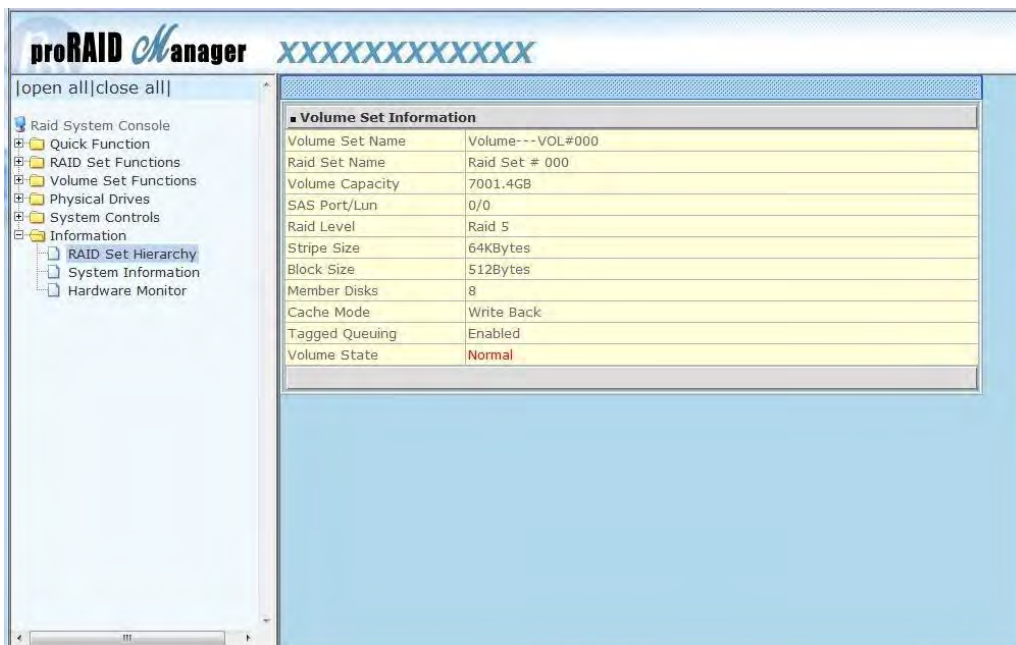 proRAID Manager XXXXXXXXXXXXX
|open all|close all|
Raid System Console
Quick Function
RAID Set Functions
Volume Set Functions
Physical Drives
System Controls
Information
RAID Set Hierarchy
System Information
Hardware Monitor
Volume Set Information
Volume Set Name Volume---VOL#000
Raid Set Name Raid Set # 000
Volume Capacity 7001.4GB
SAS Port/Lun 0/0
Raid Level Raid 5
Stripe Size 64KBytes
Block Size 512Bytes
Member Disks 8
Cache Mode Write Back
Tagged Queuing Enabled
Volume State Normal